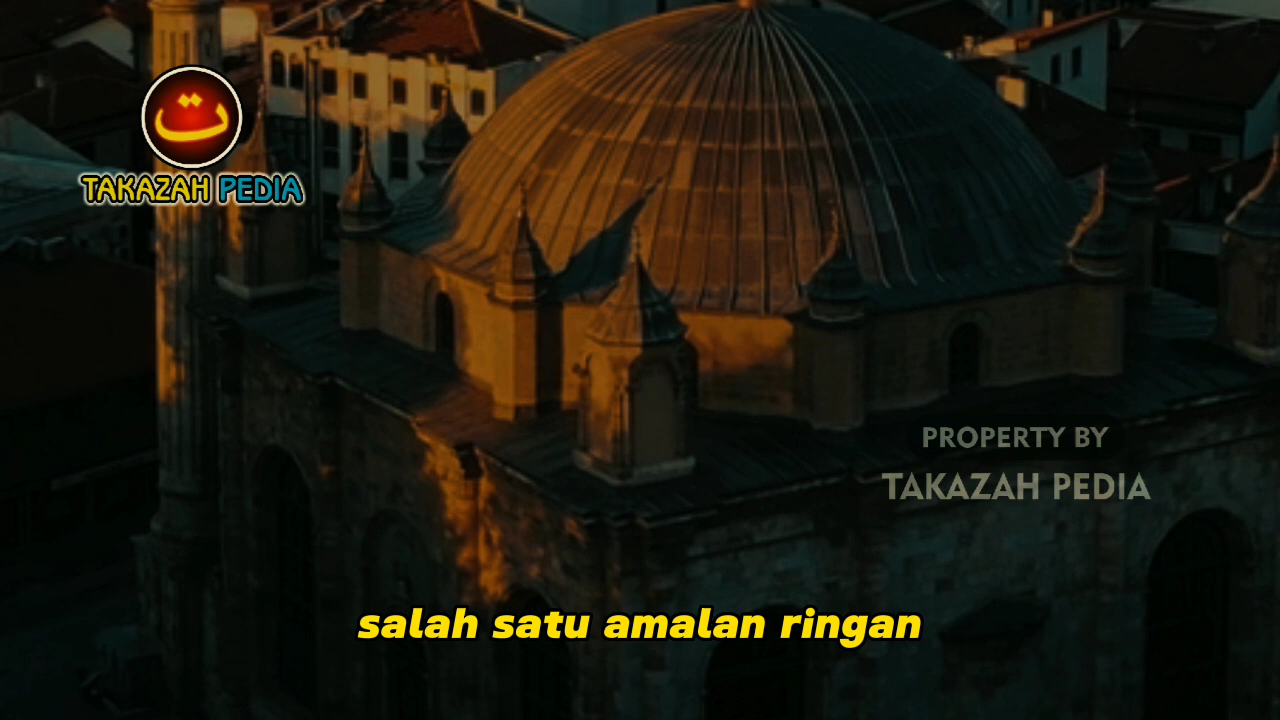 ت
TAKAZAH PEDIA
PROPERTY BY
TAKAZAH PEDIA
salah satu amalan ringan